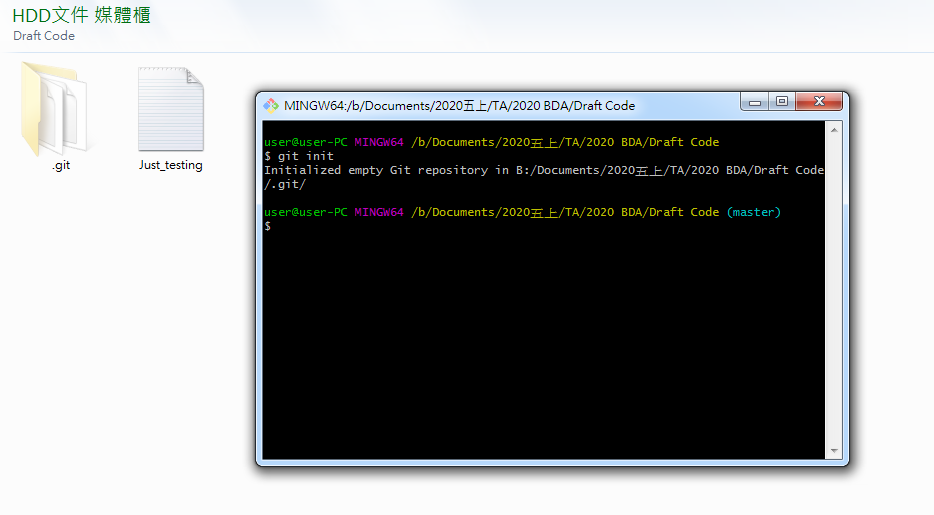 HDD文件 媒體櫃
Draft Code
.git
Just_testing
MINGW64:/b/Documents/2020五上/TA/2020 BDA/Draft Code
user@user-PC MINGW64 /b/Documents/2020五上/TA/2020 BDA/Draft Code
$ git init
Initialized empty Git repository in B:/Documents/2020五上/TA/2020 BDA/Draft Code
/.git/
user@user-PC MINGW64 /b/Documents/2020五上/TA/2020 BDA/Draft Code (master)
$